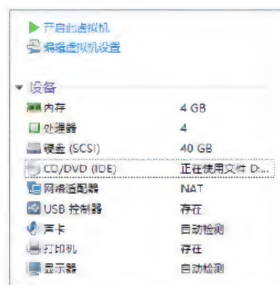 开启此虚拟机
编辑虚拟机设置
设备
内存 4 GB
处理器 4
硬盘 (SCSI) 40 GB
CD/DVD (IDE) 正在使用文件 D:...
网络适配器 NAT
USB 控制器 存在
声卡 自动检测
打印机 存在
显示器 自动检测